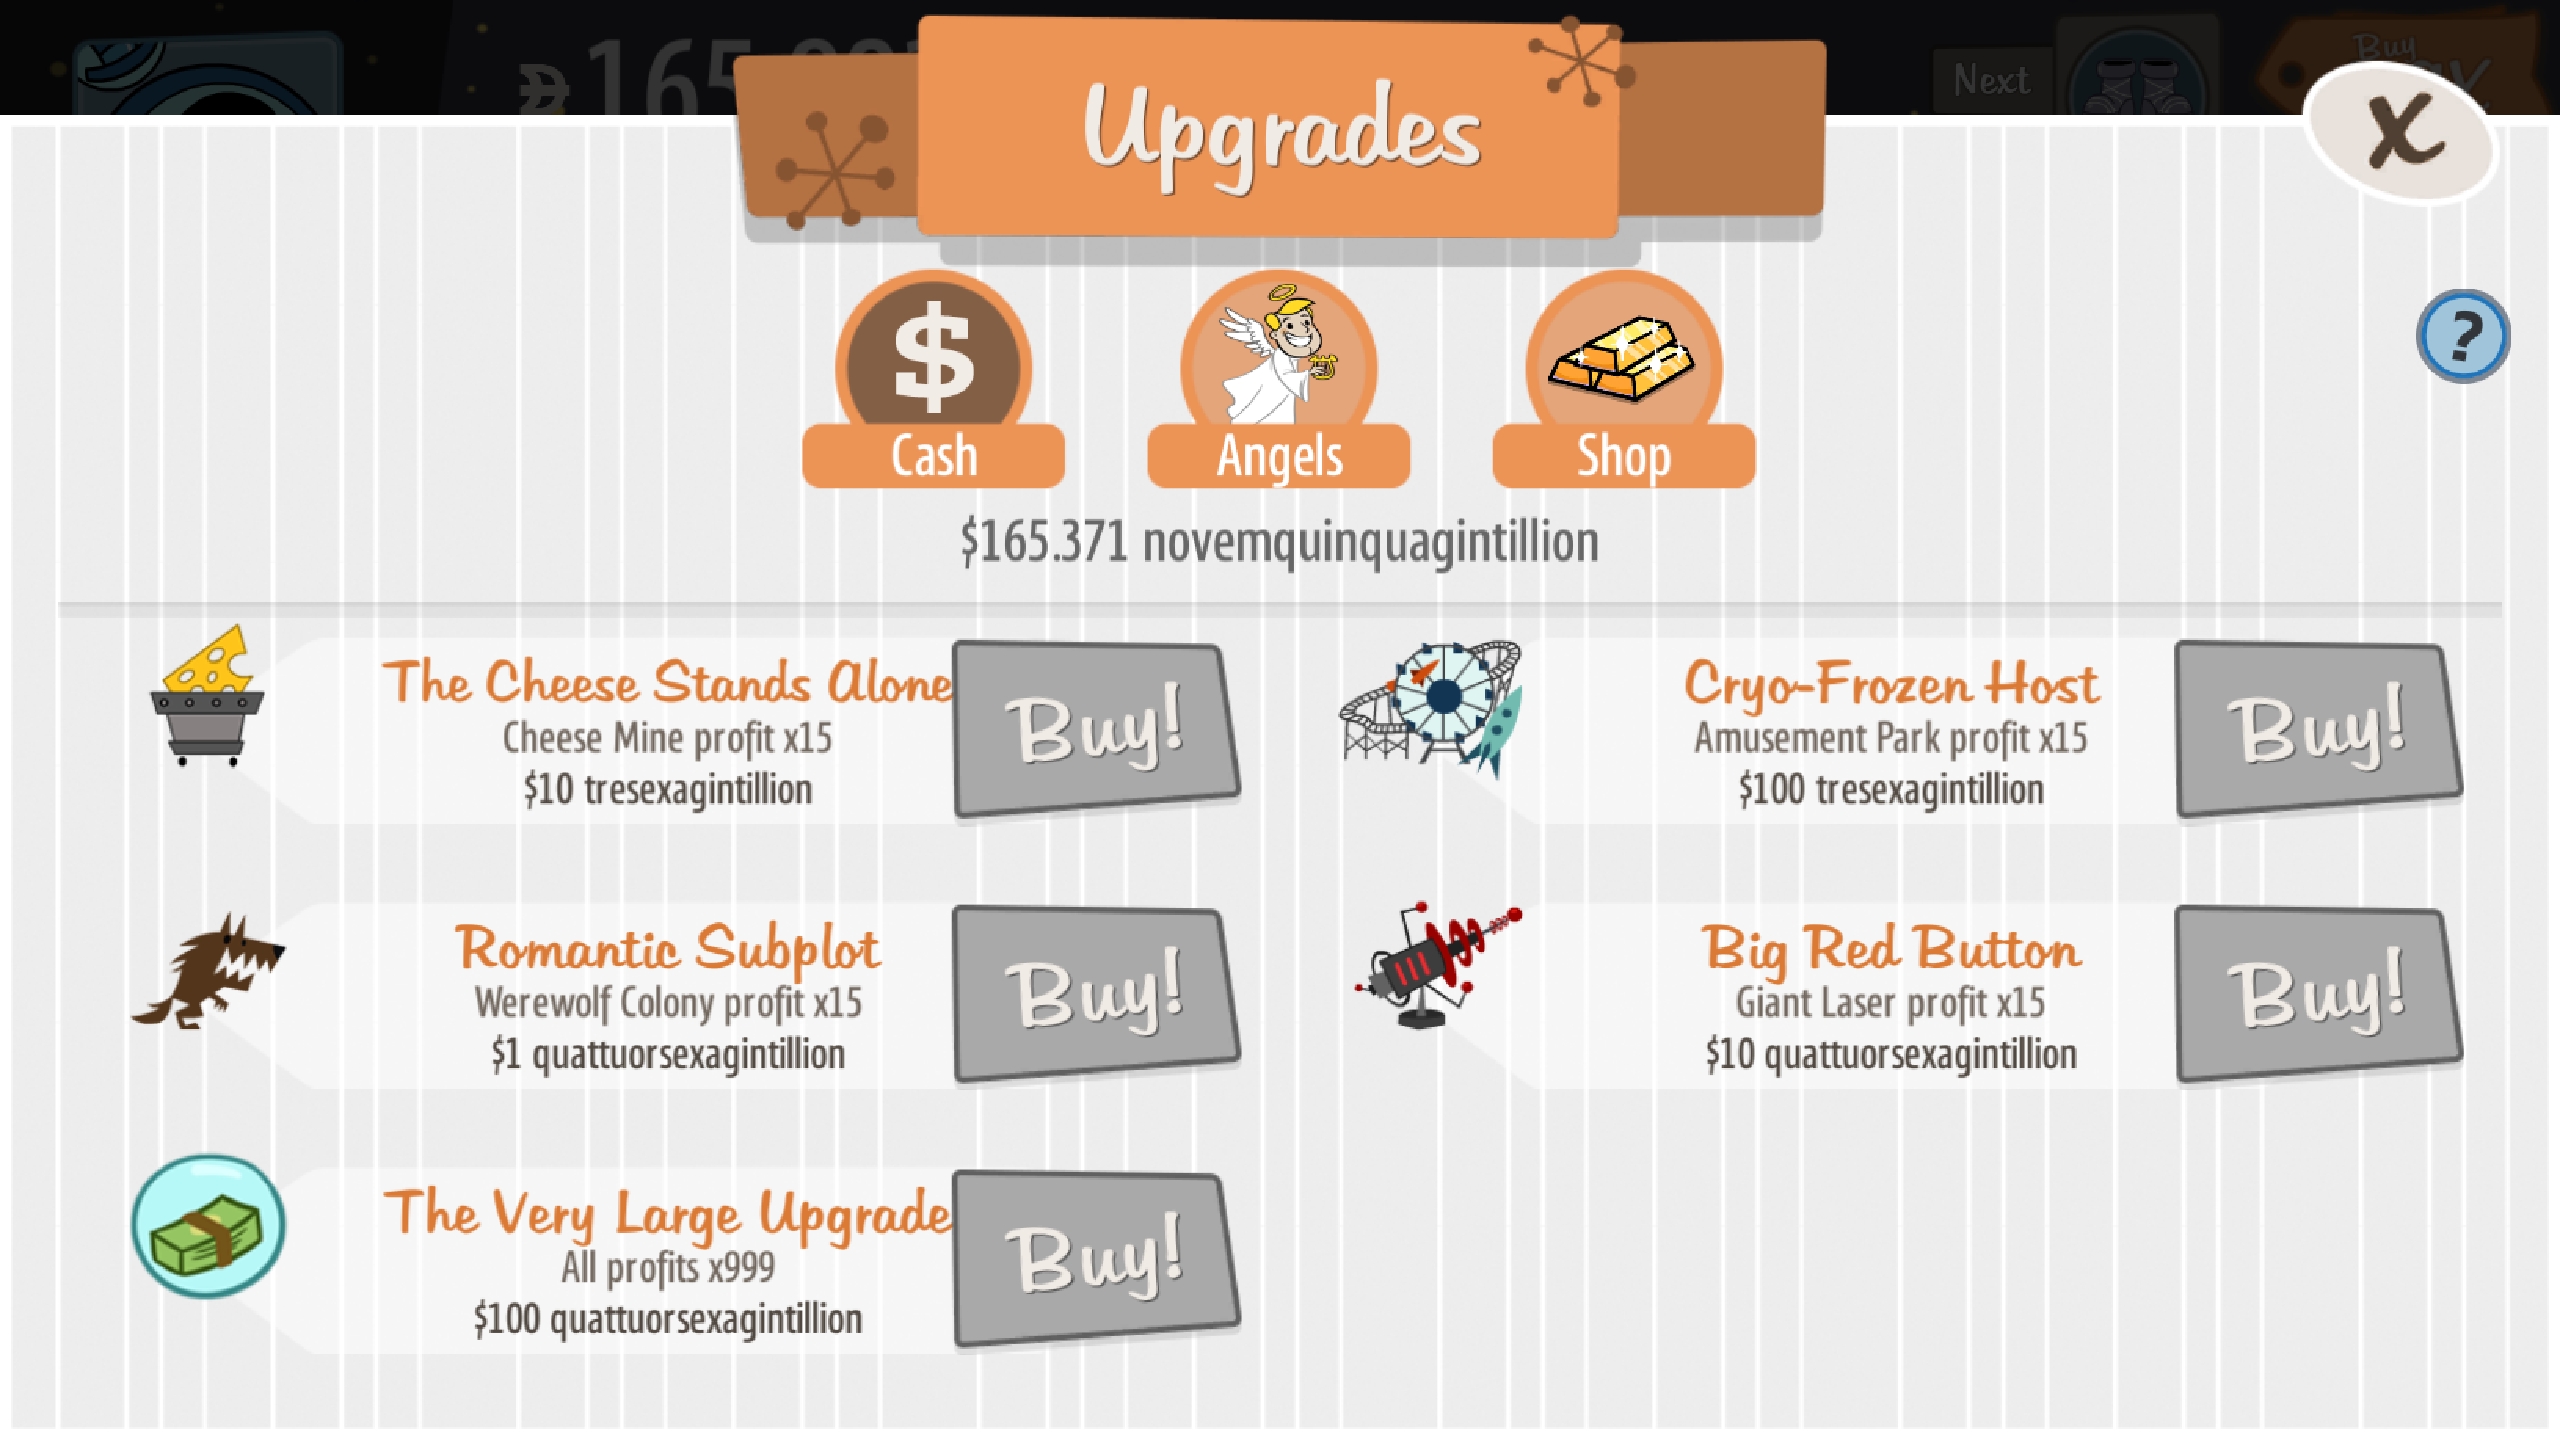 165
Next
Buy
Upgrades
X
?
$
Cash
Angels
Shop
$165.371 novemquinquagintillion
The Cheese Stands Alone
Cheese Mine profit x15
$10 tresexagintillion
Buy!
Cryo-Frozen Host
Amusement Park profit x15
$100 tresexagintillion
Buy!
Romantic Subplot
Werewolf Colony profit x15
$1 quattuorsexagintillion
Buy!
Big Red Button
Giant Laser profit x15
$10 quattuorsexagintillion
Buy!
The Very Large Upgrade
All profits x999
$100 quattuorsexagintillion
Buy!